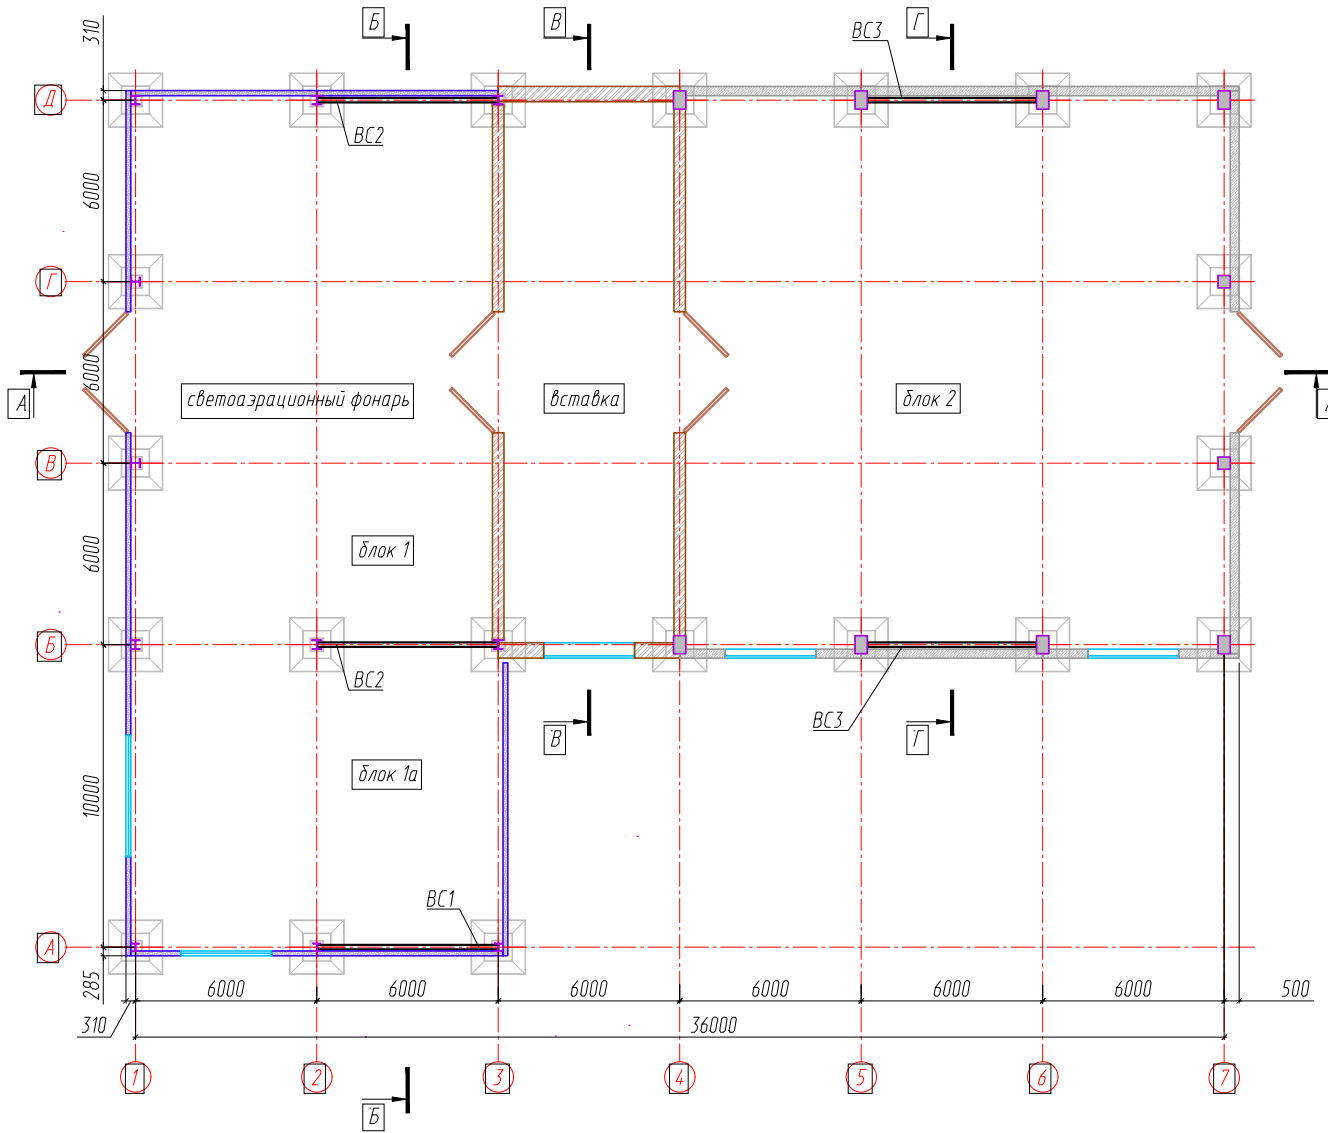 310
Б
В
Г
ВС3
Д
ВС2
6000
Г
6000
А
светоаэрационный фонарь
вставка
блок 2
А
В
6000
блок 1
Б
ВС2
ВС3
В
Г
10000
блок 1а
ВС1
А
285
6000
6000
6000
6000
6000
6000
500
310
36000
1
2
3
4
5
6
7
Б